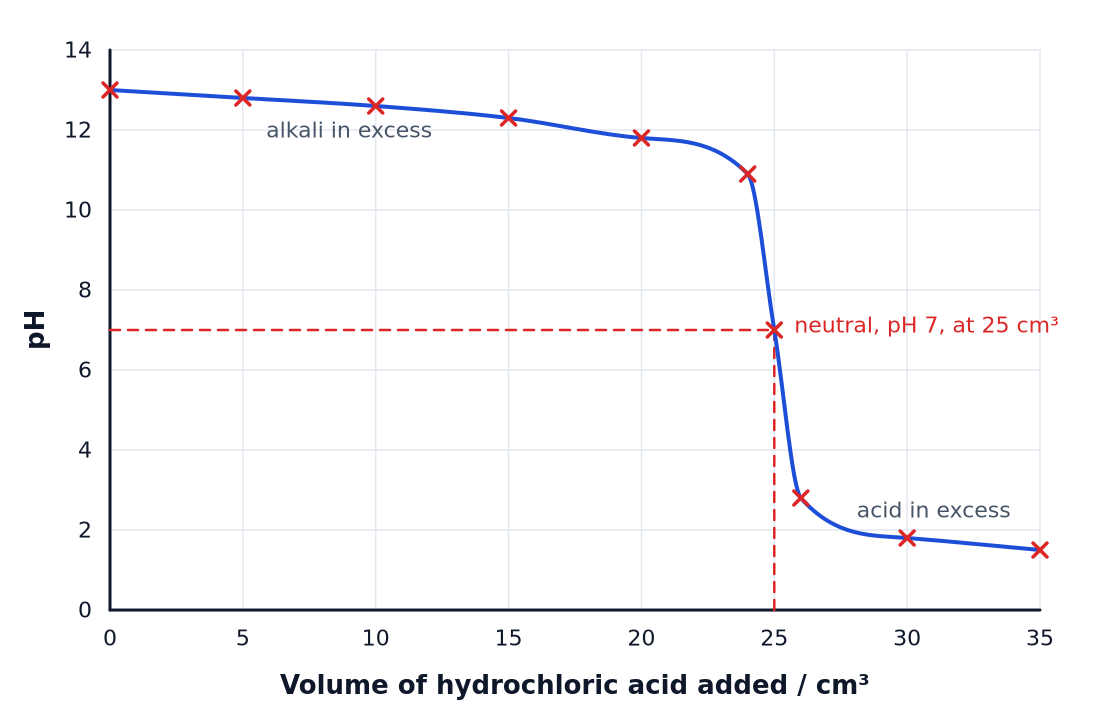 14
12
10
8
6
4
2
0
pH
alkali in excess
neutral, pH 7, at 25 cm³
acid in excess
0 5 10 15 20 25 30 35
Volume of hydrochloric acid added / cm³